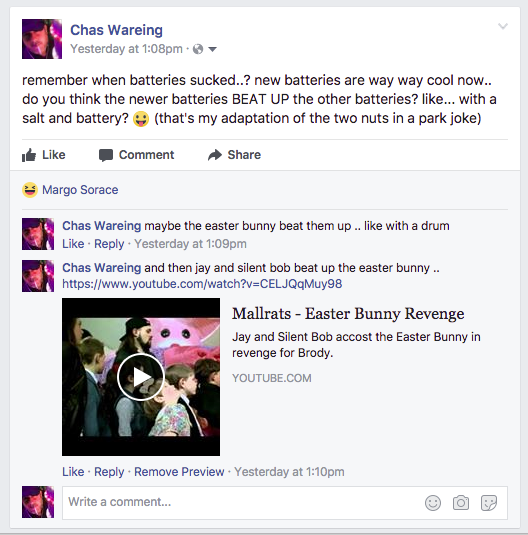 Chas Wareing
Yesterday at 1:08pm ·
remember when batteries sucked..? new batteries are way way cool now..
do you think the newer batteries BEAT UP the other batteries? like... with a
salt and battery? 😜 (that's my adaptation of the two nuts in a park joke)
Like Comment Share
Margo Sorace
Chas Wareing maybe the easter bunny beat them up .. like with a drum
Like · Reply · Yesterday at 1:09pm
Chas Wareing and then jay and silent bob beat up the easter bunny ..
https://www.youtube.com/watch?v=CELJQqMuy98
Mallrats - Easter Bunny Revenge
Jay and Silent Bob accost the Easter Bunny in
revenge for Brody.
YOUTUBE.COM
Like · Reply · Remove Preview · Yesterday at 1:10pm
Write a comment...